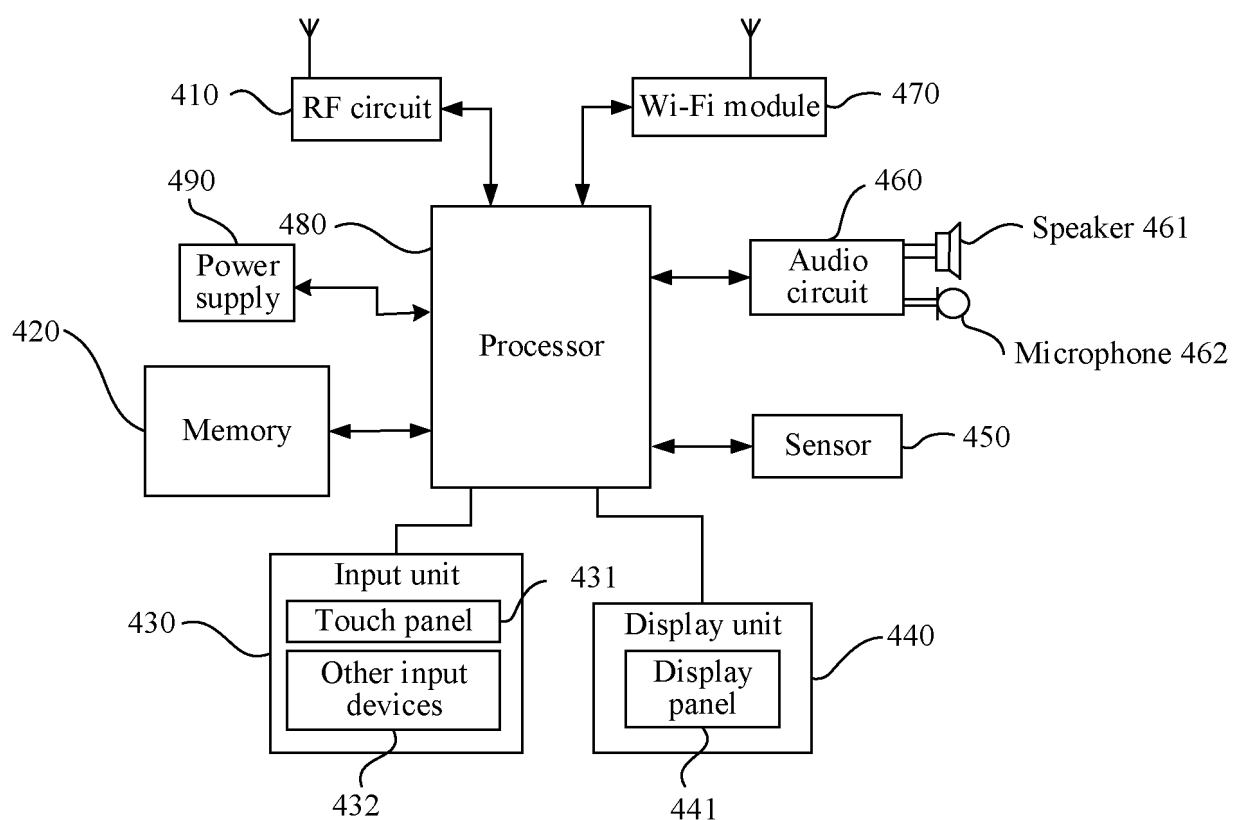 410
RF circuit
Wi-Fi module
470
490
480
460
Speaker 461
Power
supply
Audio
circuit
420
Processor
Microphone 462
Memory
Sensor
450
Input unit
431
430
Touch panel
Display unit
440
Other input
devices
Display
panel
432
441